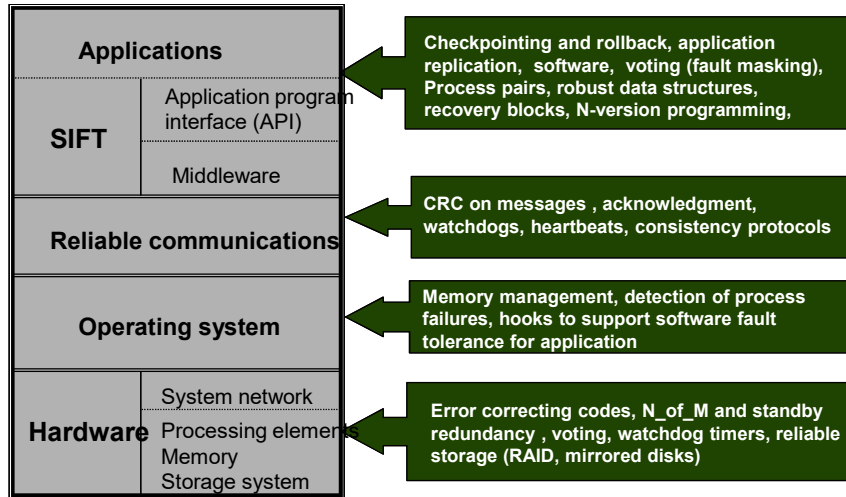 Applications
SIFT
Application program
interface (API)
Middleware
Reliable communications
Operating system
Hardware
System network
Processing elements
Memory
Storage system
Checkpointing and rollback, application
replication, software, voting (fault masking),
Process pairs, robust data structures,
recovery blocks, N-version programming,
CRC on messages , acknowledgment,
watchdogs, heartbeats, consistency protocols
Memory management, detection of process
failures, hooks to support software fault
tolerance for application
Error correcting codes, N_of_M and standby
redundancy , voting, watchdog timers, reliable
storage (RAID, mirrored disks)